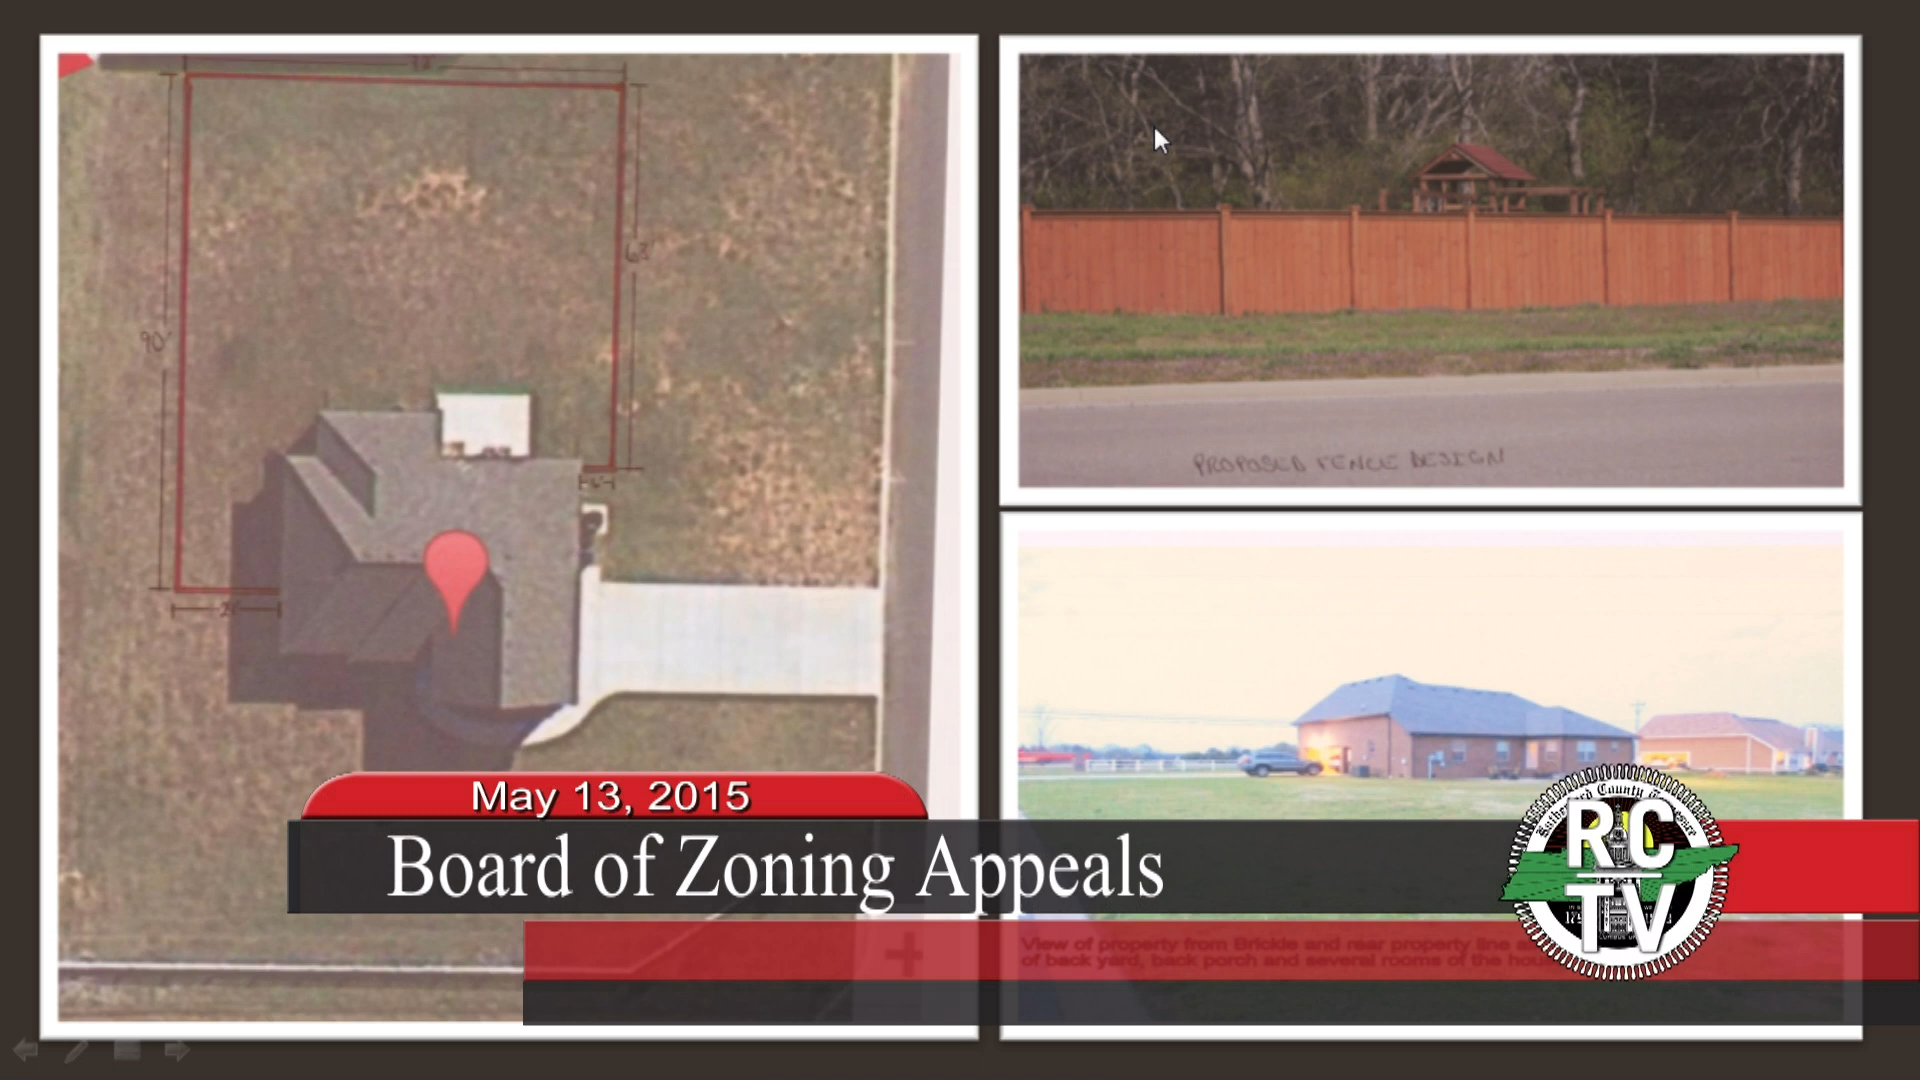 90'
63'
PROPOSED FENCE DESIGN
May 13, 2015
Board of Zoning Appeals
RC
TV
View of property from Brickle and rear property line
of back yard, back porch and several rooms of the